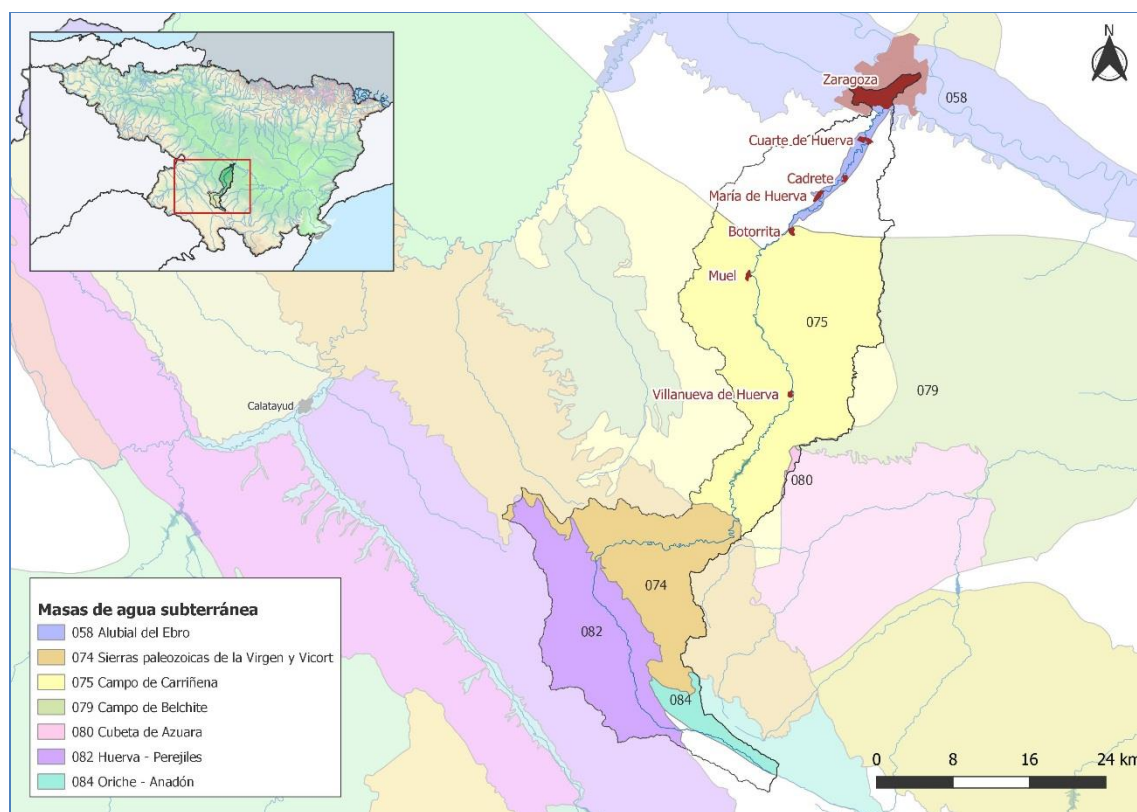 N
Zaragoza
058
Cuarte de Huerva
Cadrete
María de Huerva
Botorrita
Muel
075
Villanueva de Huerva
079
Calatayud
080
074
082
084
Masas de agua subterránea
058 Alubial del Ebro
074 Sierras paleozoicas de la Virgen y Vicort
075 Campo de Carriñena
079 Campo de Belchite
080 Cubeta de Azuara
082 Huerva - Perejiles
084 Oriche - Anadón
0 8 16 24 km